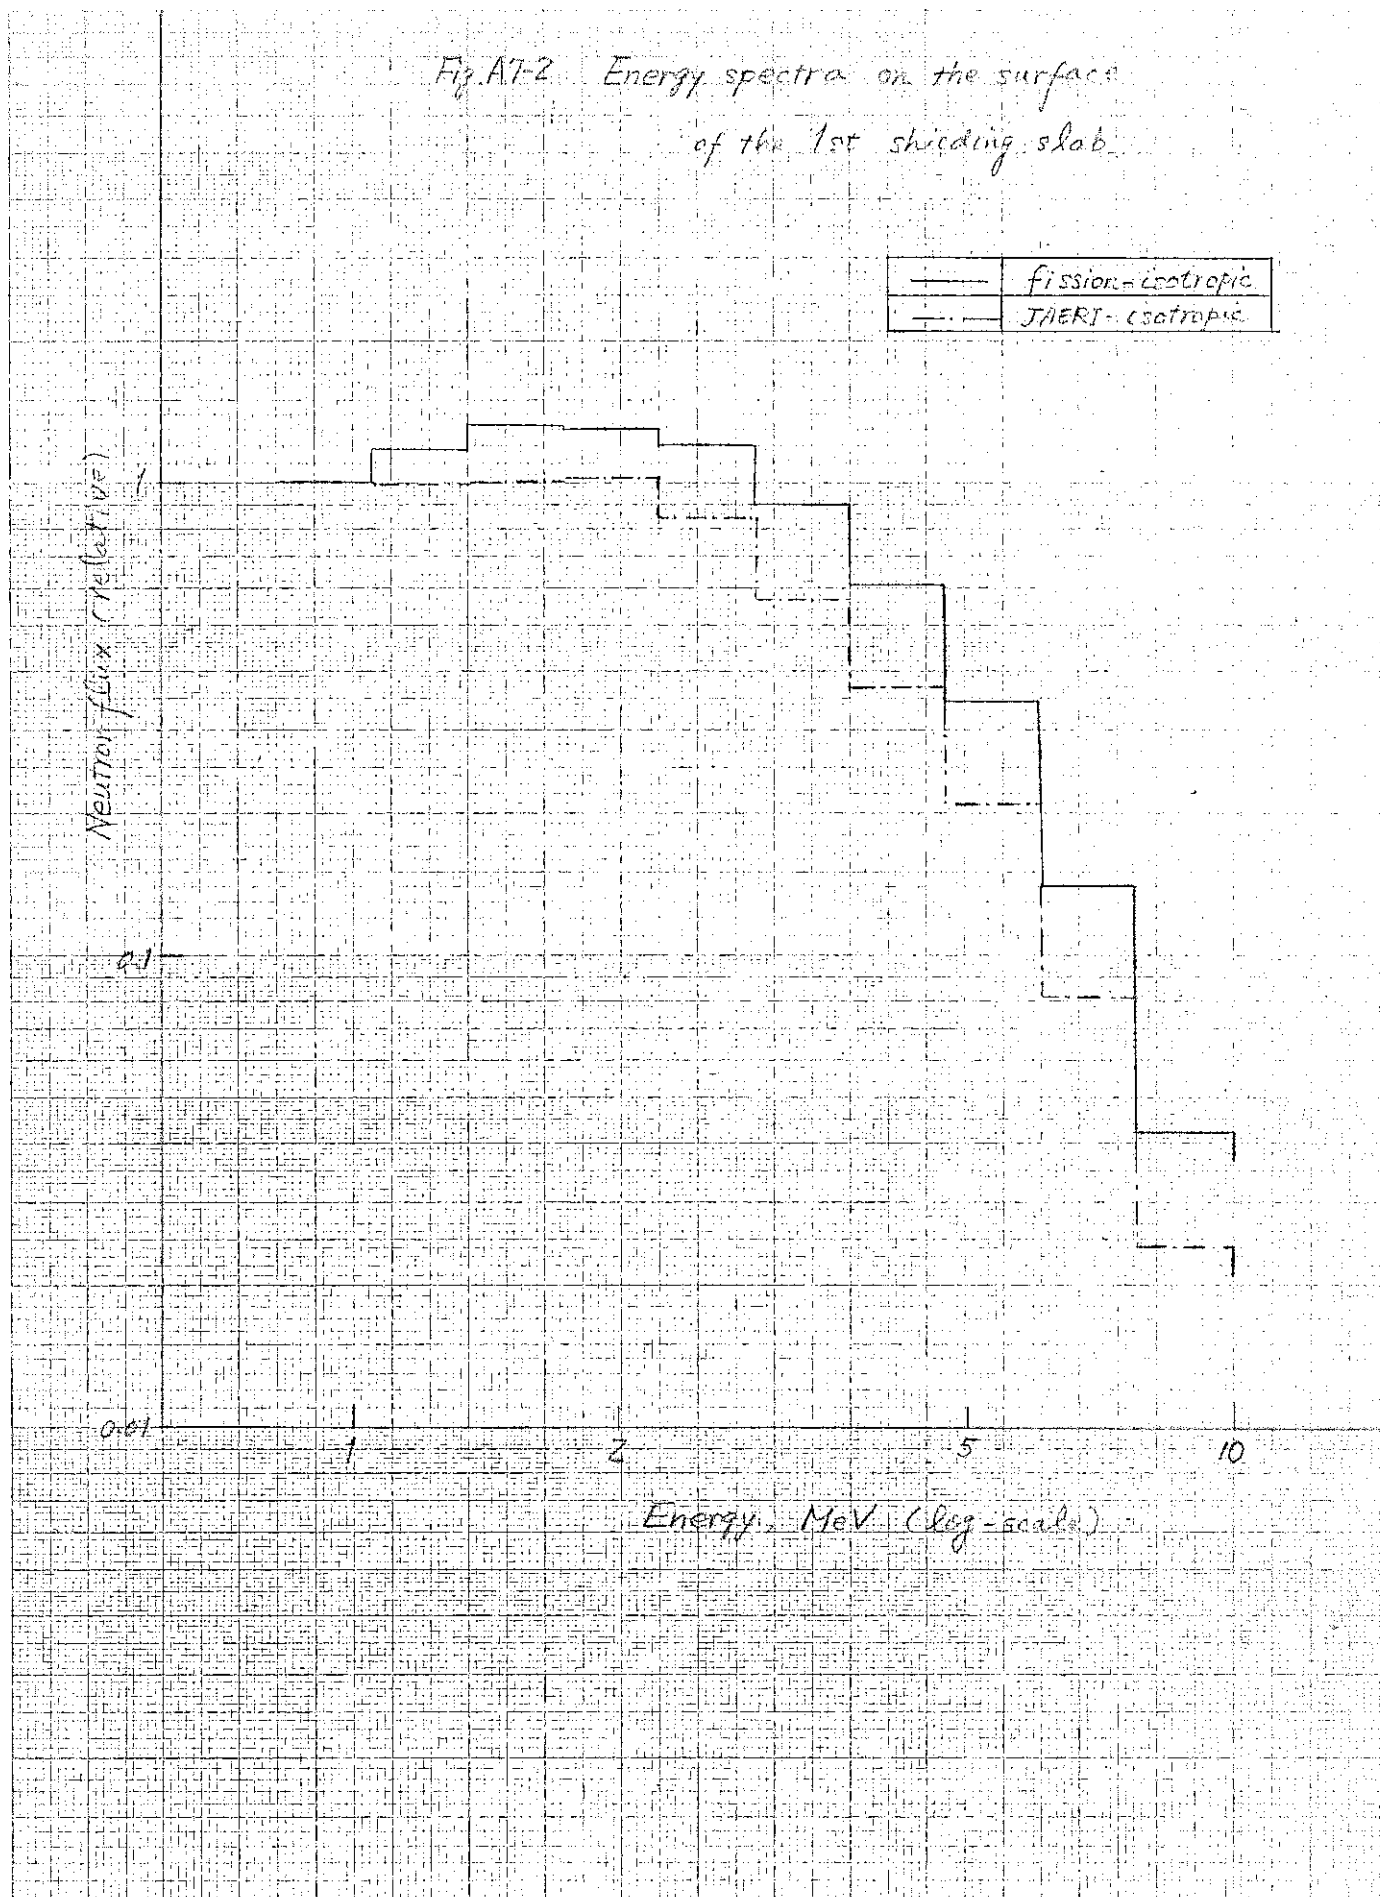 Fig. A7-2 Energy spectra on the surface
of the 1st shieding slab
fission-isotropic
JAERI-isotropic
Neutron flux (relative)
1
0.1
0.01
1 2 5 10
Energy, MeV (log-scale)